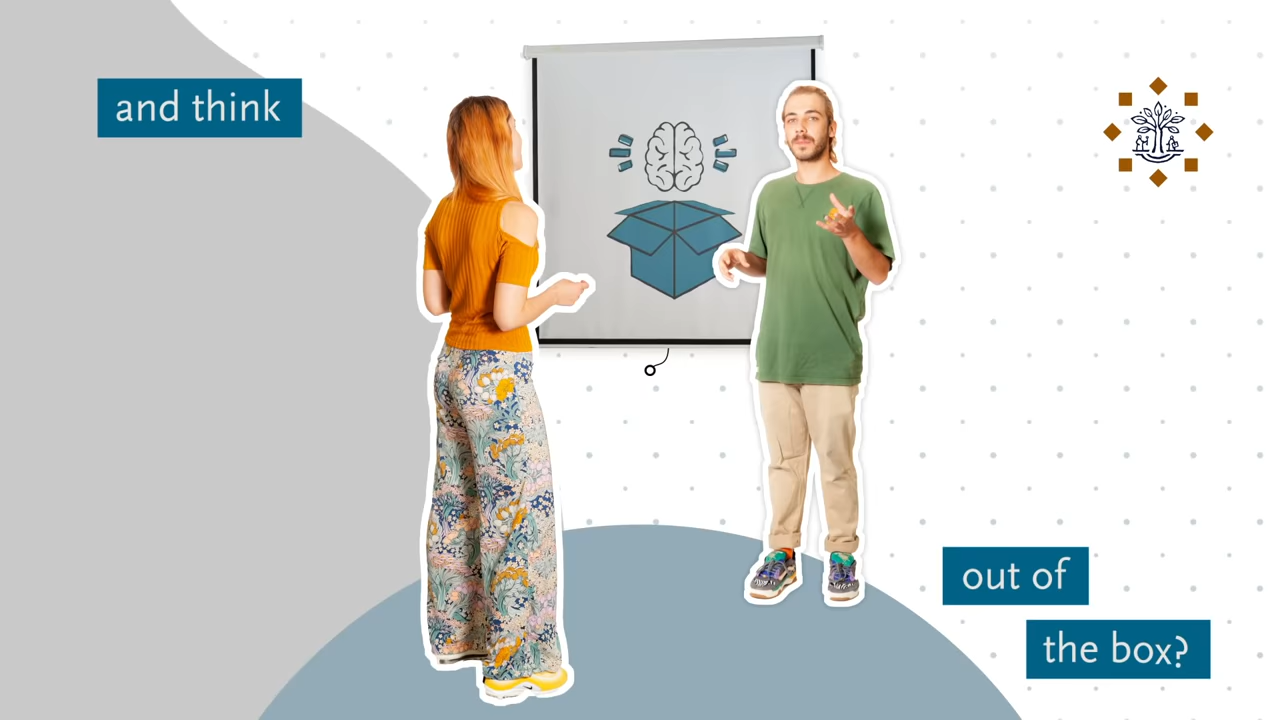 and think
out of
the box?